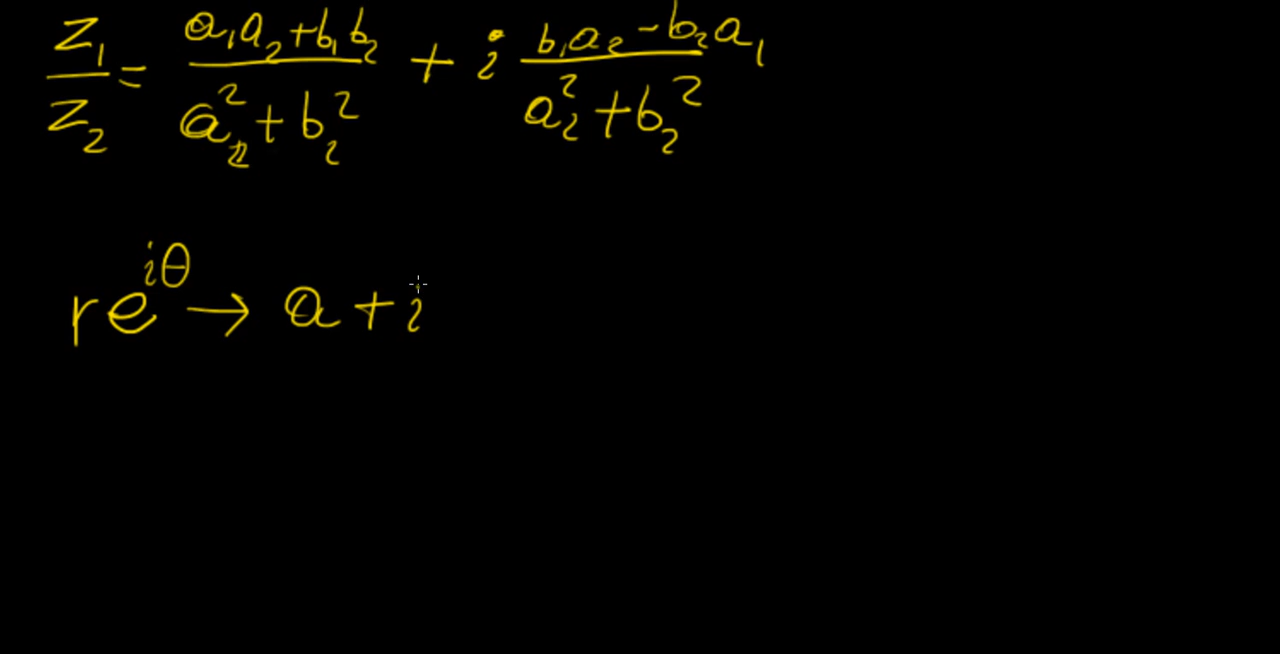 z₁/z₂ = (a₁a₂+b₁b₂)/(a₂²+b₂²) + i (b₁a₂-b₂a₁)/(a₂²+b₂²)
re^(iθ) → a + i